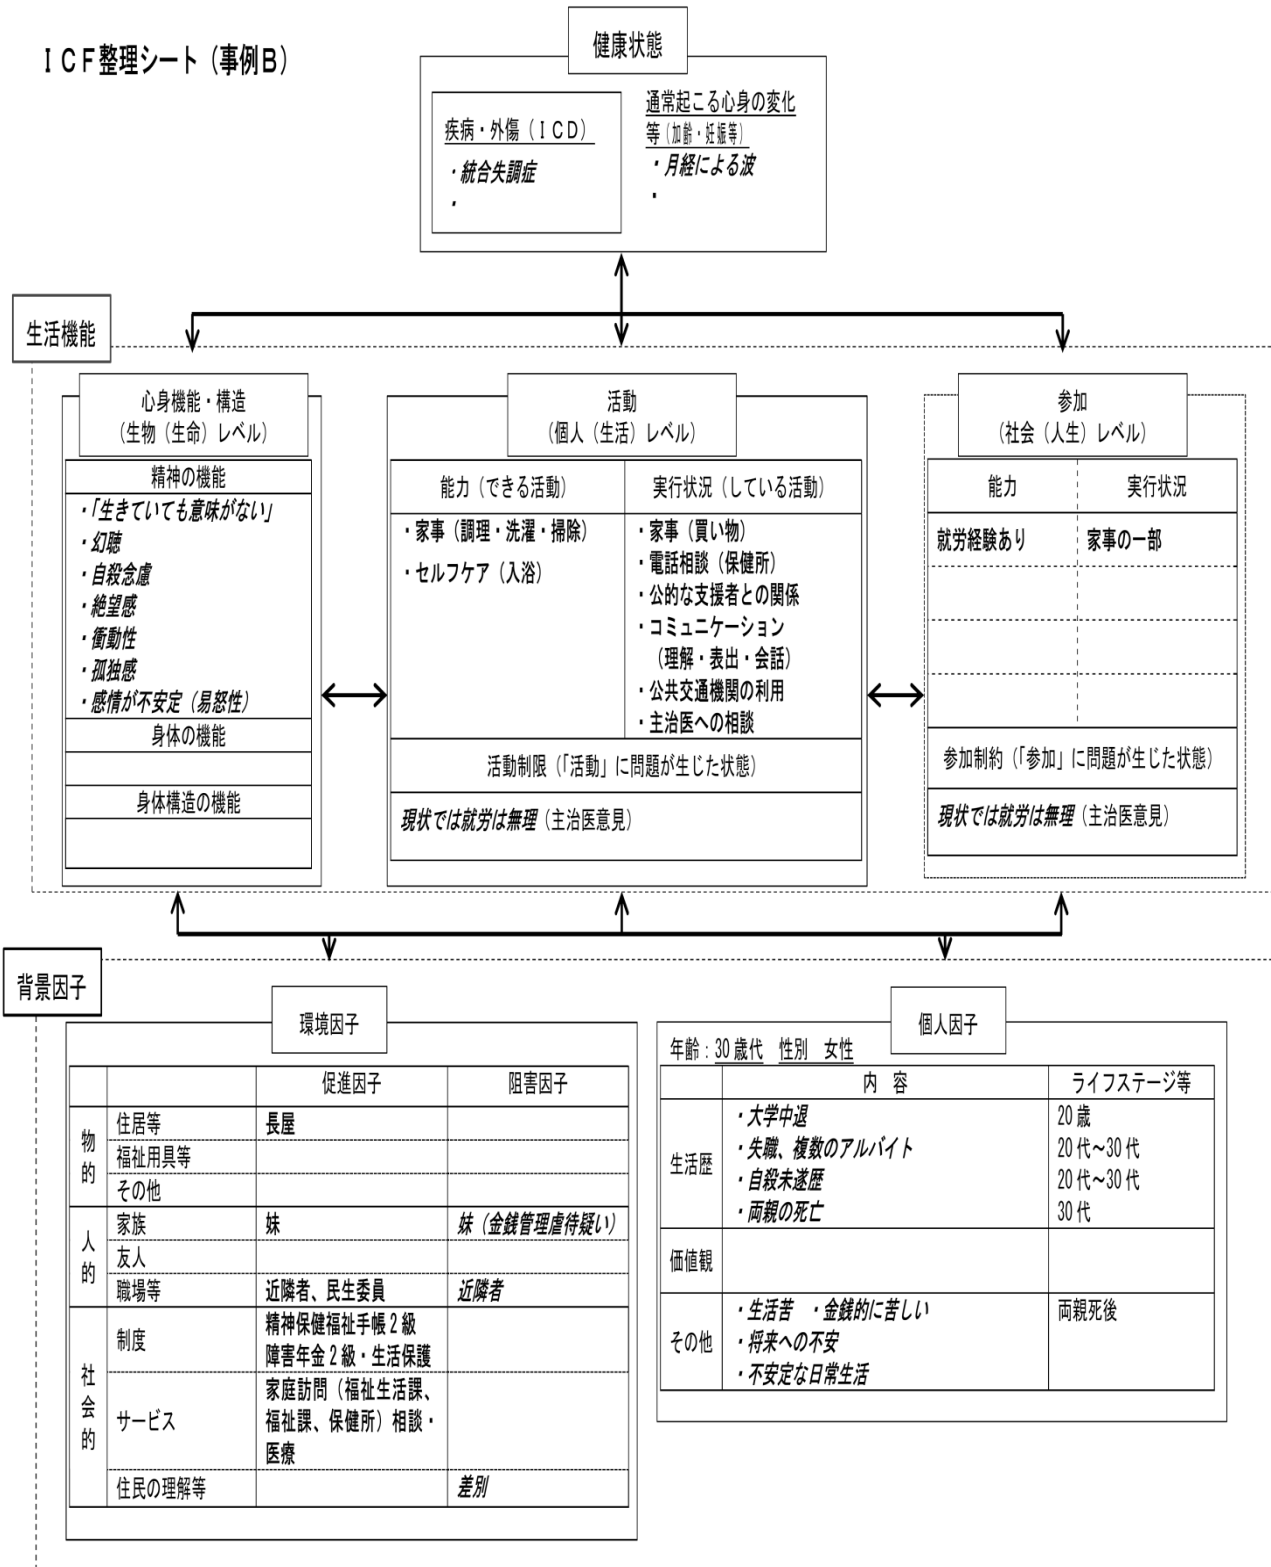 ＩＣＦ整理シート（事例Ｂ）
健康状態
疾病・外傷（ＩＣＤ）
・統合失調症
・
通常起こる心身の変化
等（加齢・妊娠等）
・月経による波
・
生活機能
心身機能・構造
（生物（生命）レベル）
精神の機能
・「生きていても意味がない」
・幻聴
・自殺念慮
・絶望感
・衝動性
・孤独感
・感情が不安定（易怒性）
身体の機能
身体構造の機能
活動
（個人（生活）レベル）
能力（できる活動）
実行状況（している活動）
・家事（調理・洗濯・掃除）
・セルフケア（入浴）
・家事（買い物）
・電話相談（保健所）
・公的な支援者との関係
・コミュニケーション
（理解・表出・会話）
・公共交通機関の利用
・主治医への相談
活動制限（「活動」に問題が生じた状態）
現状では就労は無理（主治医意見）
参加
（社会（人生）レベル）
能力
実行状況
就労経験あり
家事の一部
参加制約（「参加」に問題が生じた状態）
現状では就労は無理（主治医意見）
背景因子
環境因子
促進因子
阻害因子
物的
住居等
長屋
福祉用具等
その他
人的
家族
妹
妹（金銭管理虐待疑い）
友人
職場等
近隣者、民生委員
近隣者
社会的
制度
精神保健福祉手帳２級
障害年金２級・生活保護
サービス
家庭訪問（福祉生活課、
福祉課、保健所）相談・
医療
住民の理解等
差別
個人因子
年齢：30歳代　性別　女性
内　容
ライフステージ等
生活歴
・大学中退
20歳
・失職、複数のアルバイト
20代～30代
・自殺未遂歴
20代～30代
・両親の死亡
30代
価値観
その他
・生活苦　・金銭的に苦しい
両親死後
・将来への不安
・不安定な日常生活